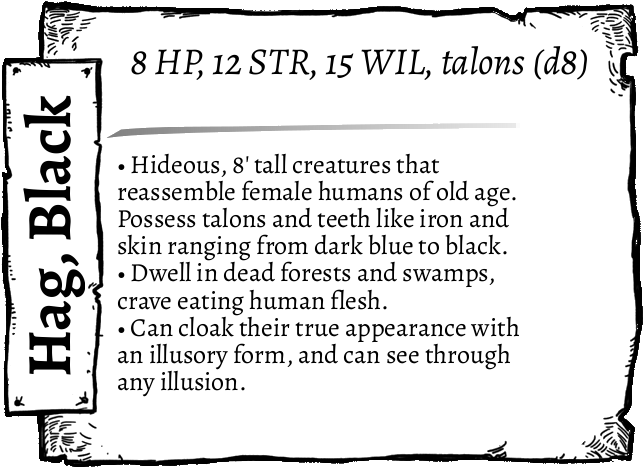 Hag, Black
8 HP, 12 STR, 15 WIL, talons (d8)
• Hideous, 8' tall creatures that
reassemble female humans of old age.
Possess talons and teeth like iron and
skin ranging from dark blue to black.
• Dwell in dead forests and swamps,
crave eating human flesh.
• Can cloak their true appearance with
an illusory form, and can see through
any illusion.